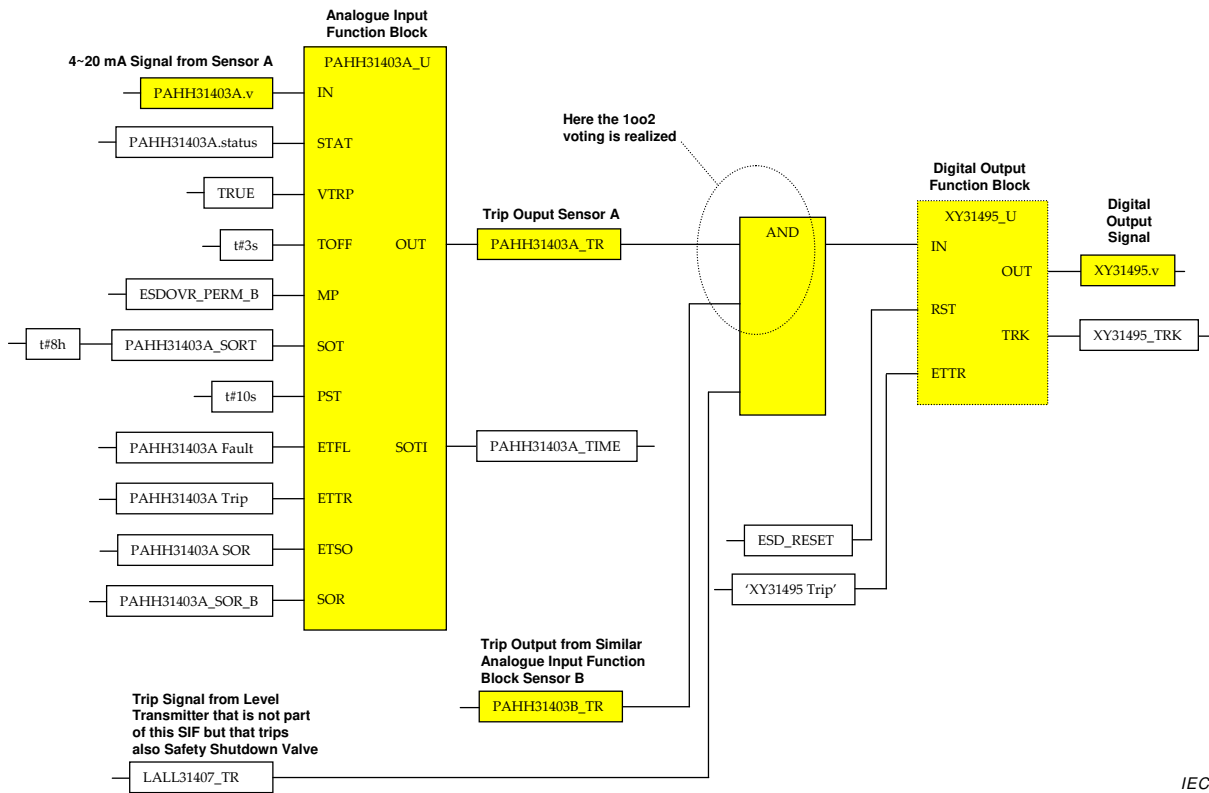 Analogue Input
Function Block
4~20 mA Signal from Sensor A
PAHH31403A_U
PAHH31403A.v
IN
PAHH31403A.status
STAT
TRUE
VTRP
t#3s
TOFF
OUT
ESDOVR_PERM_B
MP
t#8h
PAHH31403A_SORT
SOT
t#10s
PST
PAHH31403A Fault
ETFL
SOTI
PAHH31403A_TIME
PAHH31403A Trip
ETTR
PAHH31403A SOR
ETSO
PAHH31403A_SOR_B
SOR
Trip Ouput Sensor A
PAHH31403A_TR
Here the 1oo2
voting is realized
AND
Digital Output
Function Block
XY31495_U
IN
OUT
RST
TRK
ETTR
Digital
Output
Signal
XY31495.v
XY31495_TRK
ESD_RESET
‘XY31495 Trip’
Trip Output from Similar
Analogue Input Function
Block Sensor B
PAHH31403B_TR
Trip Signal from Level
Transmitter that is not part
of this SIF but that trips
also Safety Shutdown Valve
LALL31407_TR
IEC